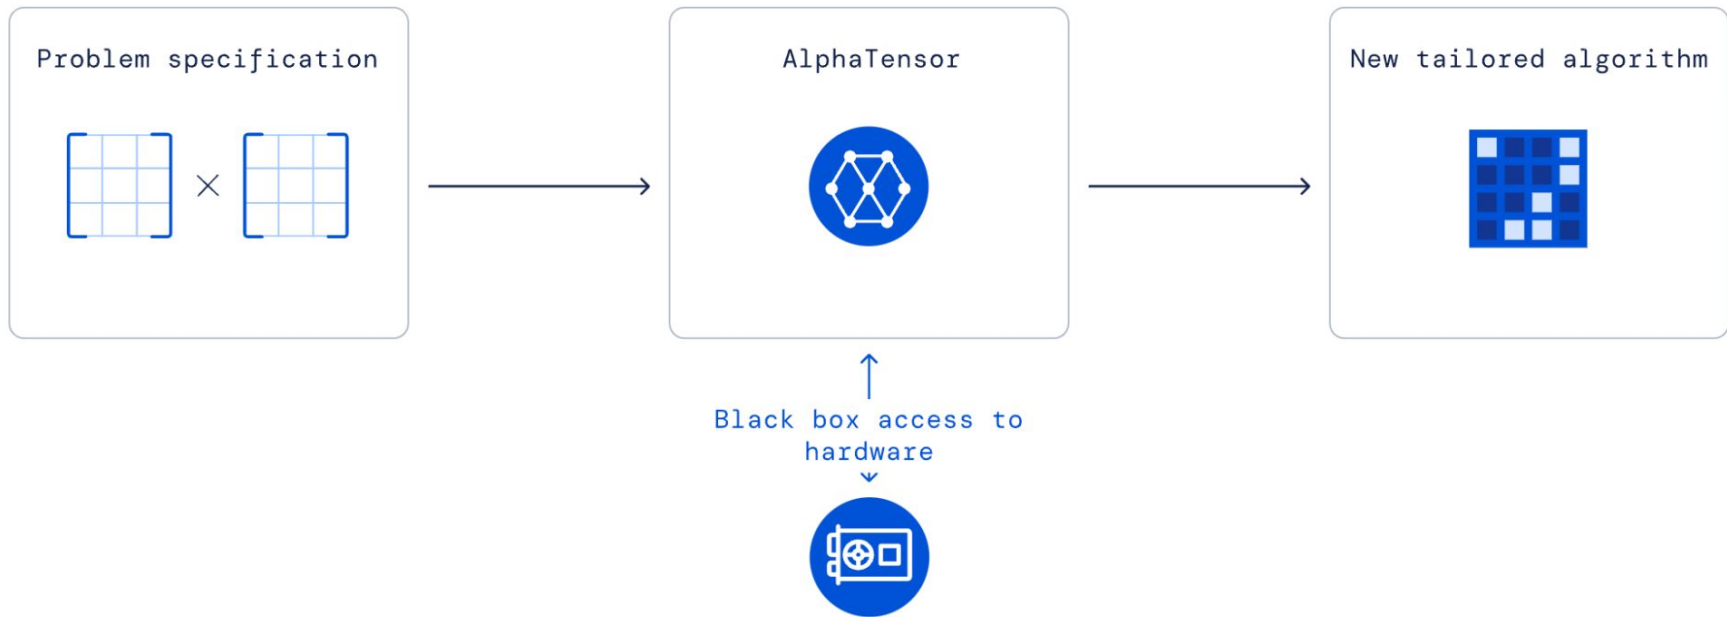 Problem specification
AlphaTensor
New tailored algorithm
Black box access to
hardware